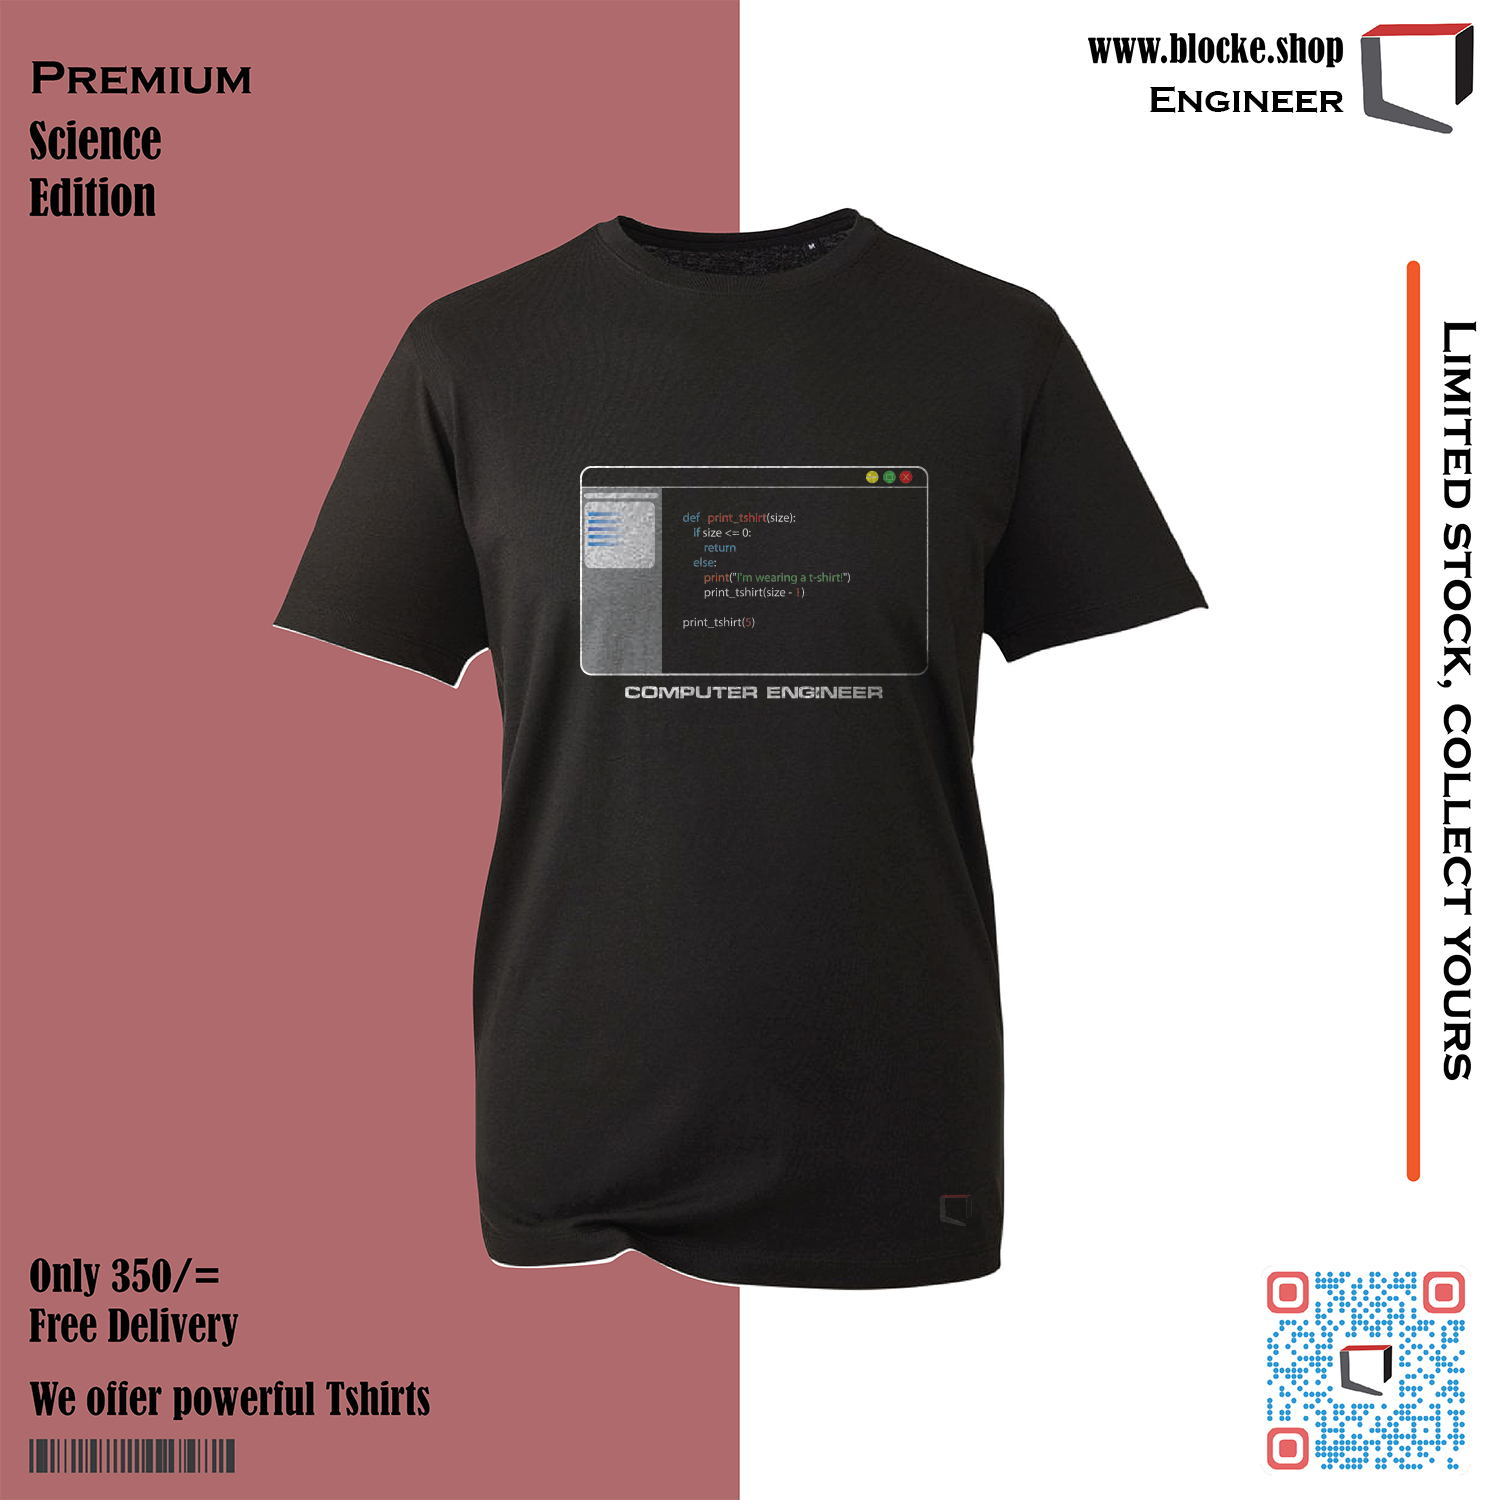 Premium
Science
Edition
www.blocke.shop
Engineer
M
def print_tshirt(size):
if size <= 0:
return
else:
print("I'm wearing a t-shirt!")
print_tshirt(size - 1)
print_tshirt(5)
COMPUTER ENGINEER
Limited stock, collect yours
Only 350/=
Free Delivery
We offer powerful Tshirts